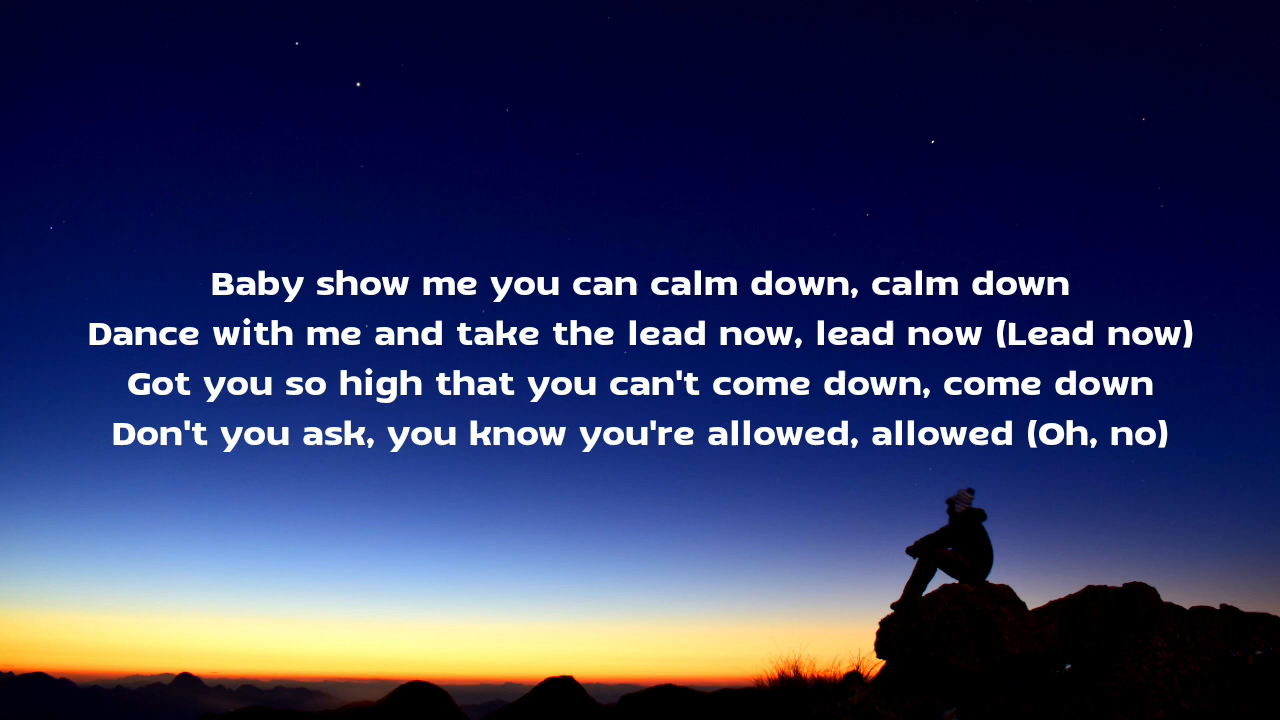 Baby show me you can calm down, calm down
Dance with me and take the lead now, lead now (Lead now)
Got you so high that you can't come down, come down
Don't you ask, you know you're allowed, allowed (Oh, no)